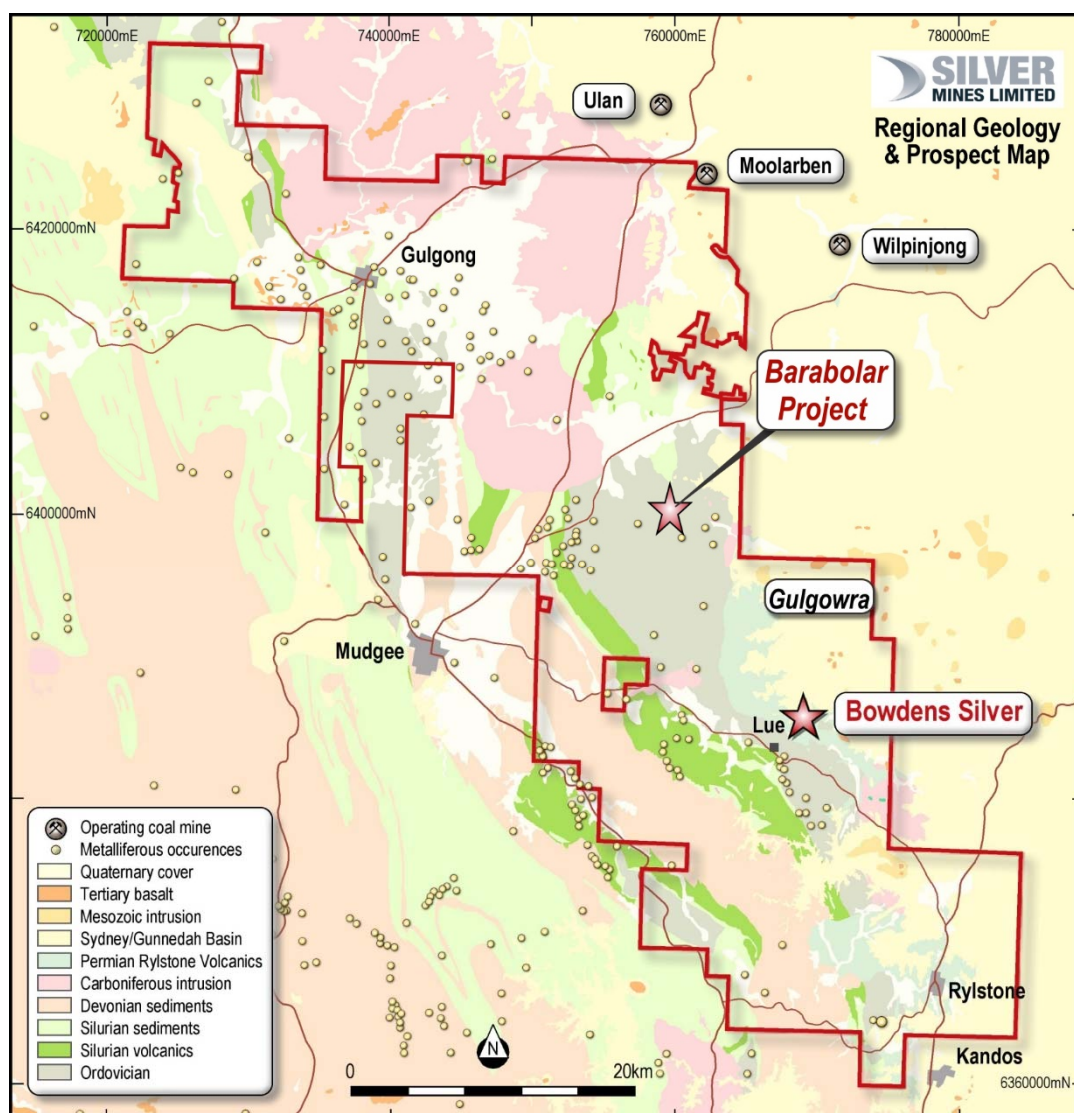 720000mE
740000mE
760000mE
780000mE
SILVER
MINES LIMITED
Regional Geology
& Prospect Map
Ulan
Moolarben
6420000mN
Wilpinjong
Gulgong
Barabolar
Project
6400000mN
Gulgowra
Mudgee
Lue
Bowdens Silver
Operating coal mine
Metalliferous occurences
Quaternary cover
Tertiary basalt
Mesozoic intrusion
Sydney/Gunnedah Basin
Permian Rylstone Volcanics
Carboniferous intrusion
Devonian sediments
Silurian sediments
Silurian volcanics
Ordovician
Rylstone
N
Kandos
0
20km
6360000mN